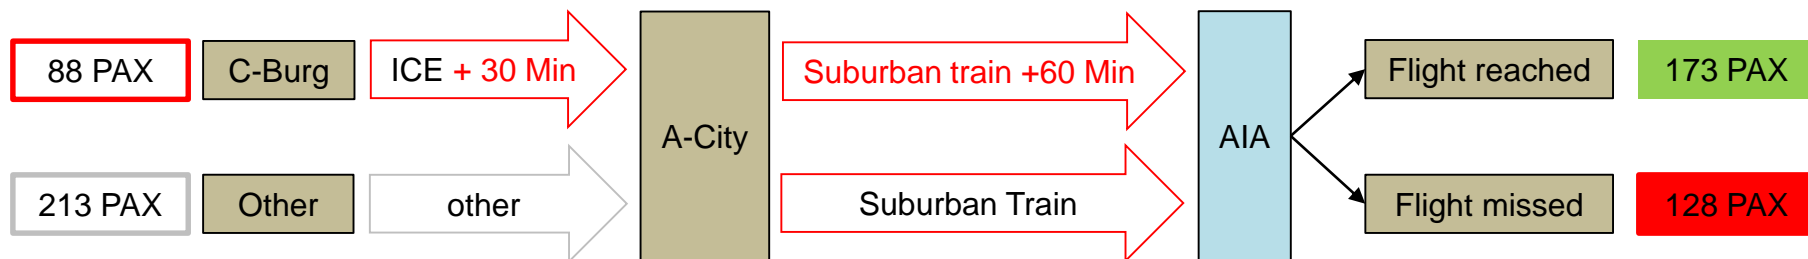 88 PAX
C-Burg
ICE + 30 Min
Suburban train +60 Min
Flight reached
173 PAX
A-City
AIA
213 PAX
Other
other
Suburban Train
Flight missed
128 PAX